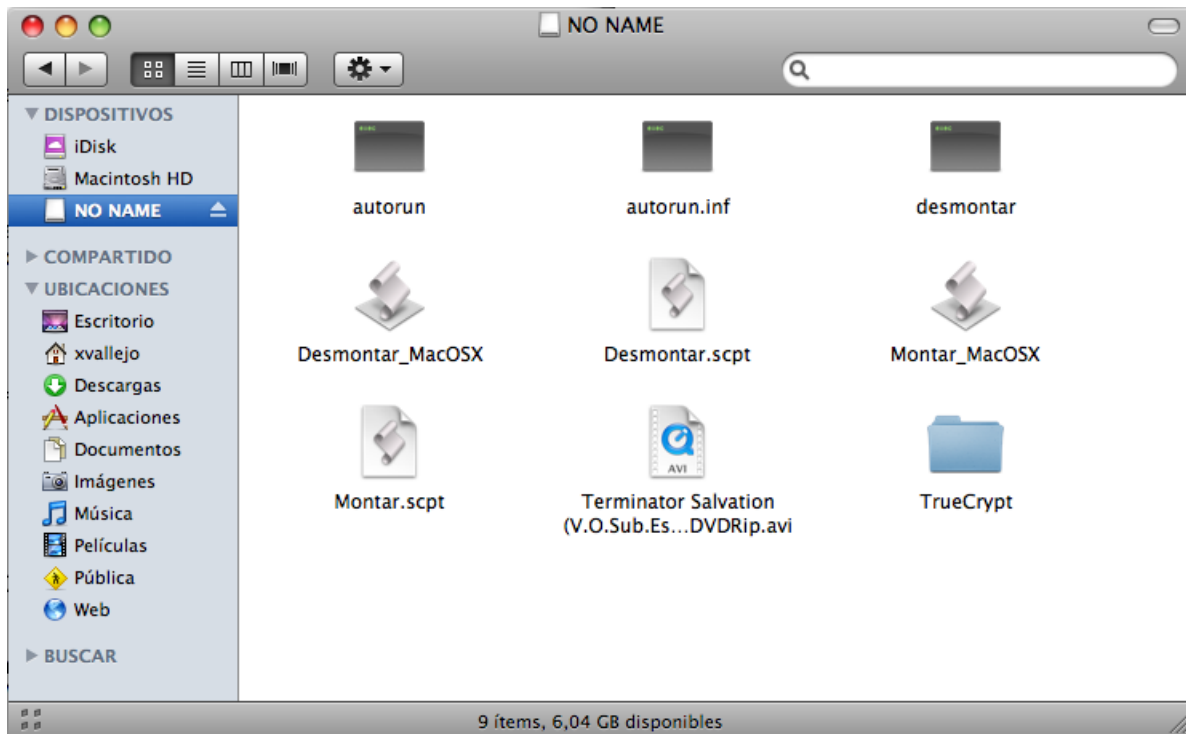 NO NAME
DISPOSITIVOS
iDisk
Macintosh HD
NO NAME
COMPARTIDO
UBICACIONES
Escritorio
xvallejo
Descargas
Aplicaciones
Documentos
Imágenes
Música
Películas
Pública
Web
BUSCAR
autorun
autorun.inf
desmontar
Desmontar_MacOSX
Desmontar.scpt
Montar_MacOSX
Montar.scpt
AVI
Terminator Salvation
(V.O.Sub.Es...DVDRip.avi
TrueCrypt
9 ítems, 6,04 GB disponibles